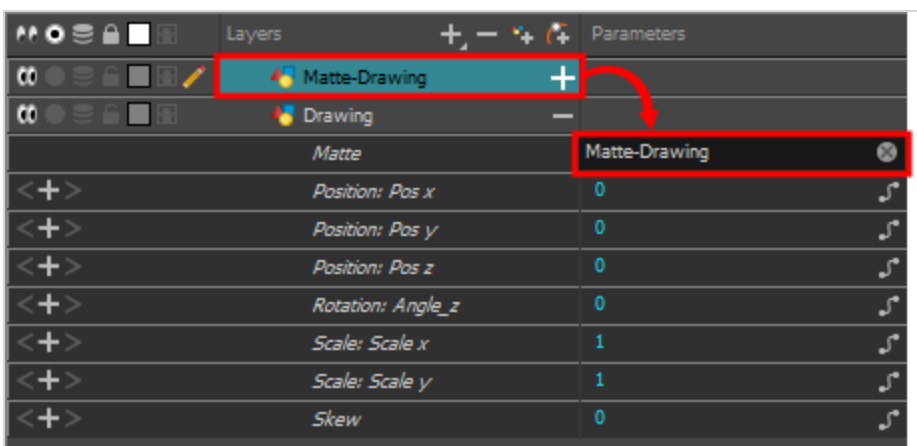 Layers Parameters
Matte-Drawing
Drawing
Matte Matte-Drawing
Position: Pos x 0
Position: Pos y 0
Position: Pos z 0
Rotation: Angle_z 0
Scale: Scale x 1
Scale: Scale y 1
Skew 0